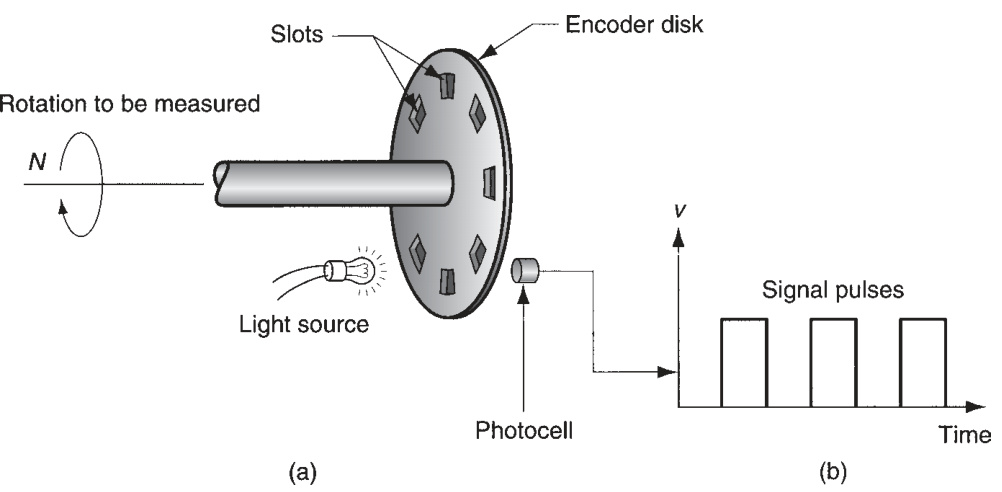 Slots
Encoder disk
Rotation to be measured
N
Light source
Photocell
v
Signal pulses
Time
(a)
(b)